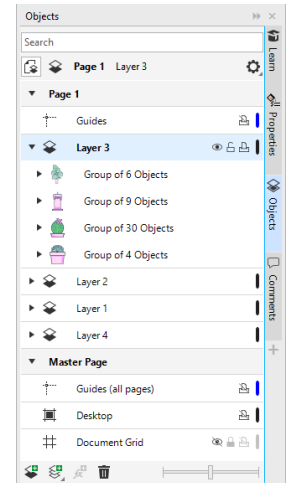 Objects
Search
Page 1 Layer 3
Page 1
Guides
Layer 3
Group of 6 Objects
Group of 9 Objects
Group of 30 Objects
Group of 4 Objects
Layer 2
Layer 1
Layer 4
Master Page
Guides (all pages)
Desktop
Document Grid
Learn
Properties
Objects
Comments